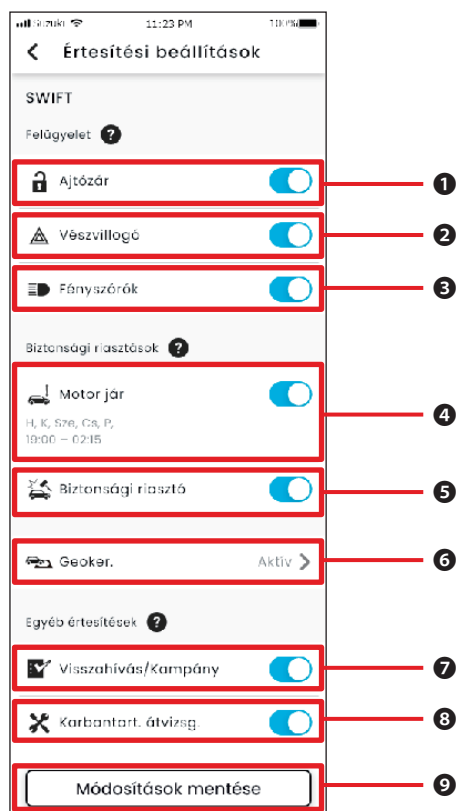 Suzuki 11:23 PM 100%
Értesítési beállítások
SWIFT
Felügyelet ?
Ajtózár 1
Vészvillogó 2
Fényszórók 3
Biztonsági riasztások ?
Motor jár
H, K, Sze, Cs, P, 4
19:00 – 02:15
Biztonsági riasztó 5
Geoker. Aktív 6
Egyéb értesítések ?
Visszahívás/Kampány 7
Karbantart. átvizsg. 8
Módosítások mentése 9